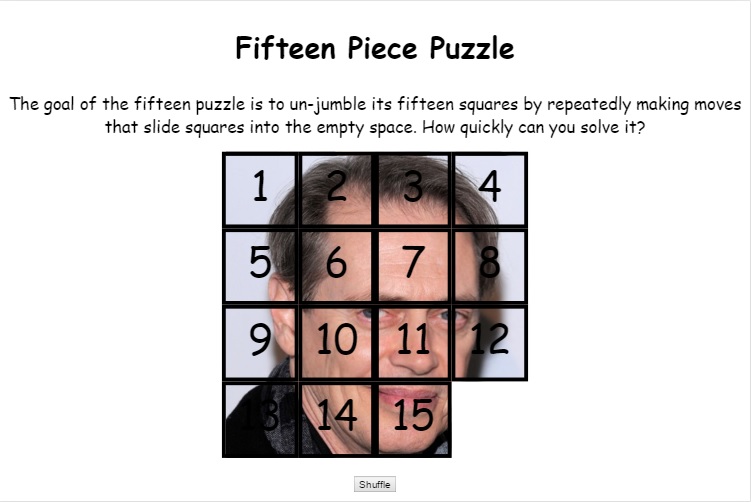 Fifteen Piece Puzzle
The goal of the fifteen puzzle is to un-jumble its fifteen squares by repeatedly making moves
that slide squares into the empty space. How quickly can you solve it?
1 2 3 4
5 6 7 8
9 10 11 12
13 14 15
Shuffle